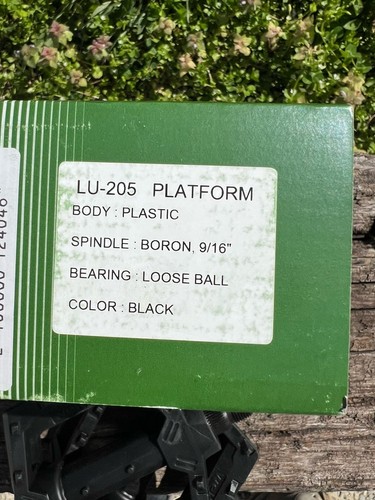 LU-205 PLATFORM
BODY : PLASTIC
SPINDLE : BORON, 9/16"
BEARING : LOOSE BALL
COLOR : BLACK